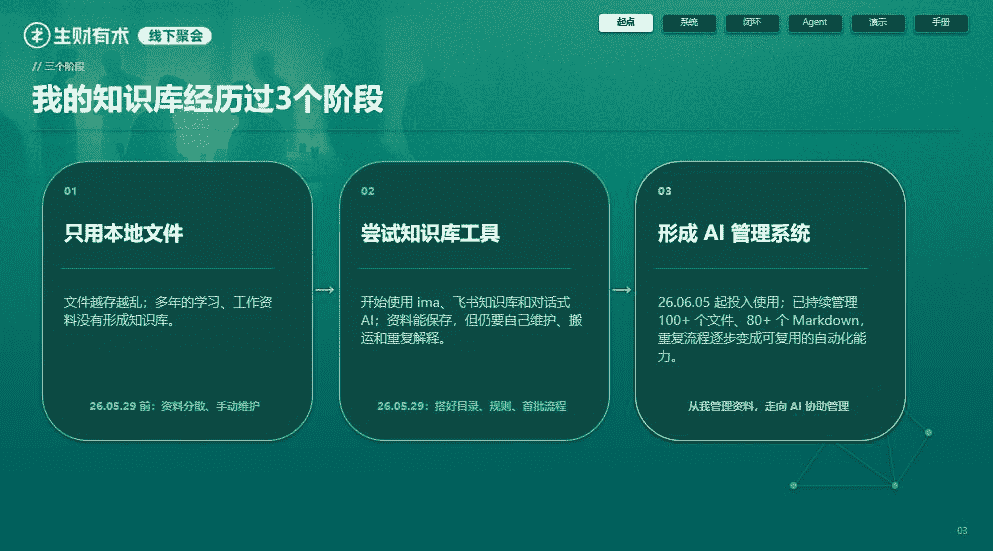 生财有术 线下聚会
起点 系统 闭环 Agent 演示 手册
// 三个阶段
我的知识库经历过3个阶段
01
只用本地文件
文件越存越乱；多年的学习、工作资
料没有形成知识库。
26.05.29 前：资料分散、手动维护
→
02
尝试知识库工具
开始使用 ima、飞书知识库和对话式
AI；资料能保存，但仍要自己维护、搬
运和重复解释。
26.05.29：搭好目录、规则、首批流程
→
03
形成 AI 管理系统
26.06.05 起投入使用；已持续管理
100+ 个文件、80+ 个 Markdown，
重复流程逐步变成可复用的自动化能
力。
从我管理资料，走向 AI 协助管理
03